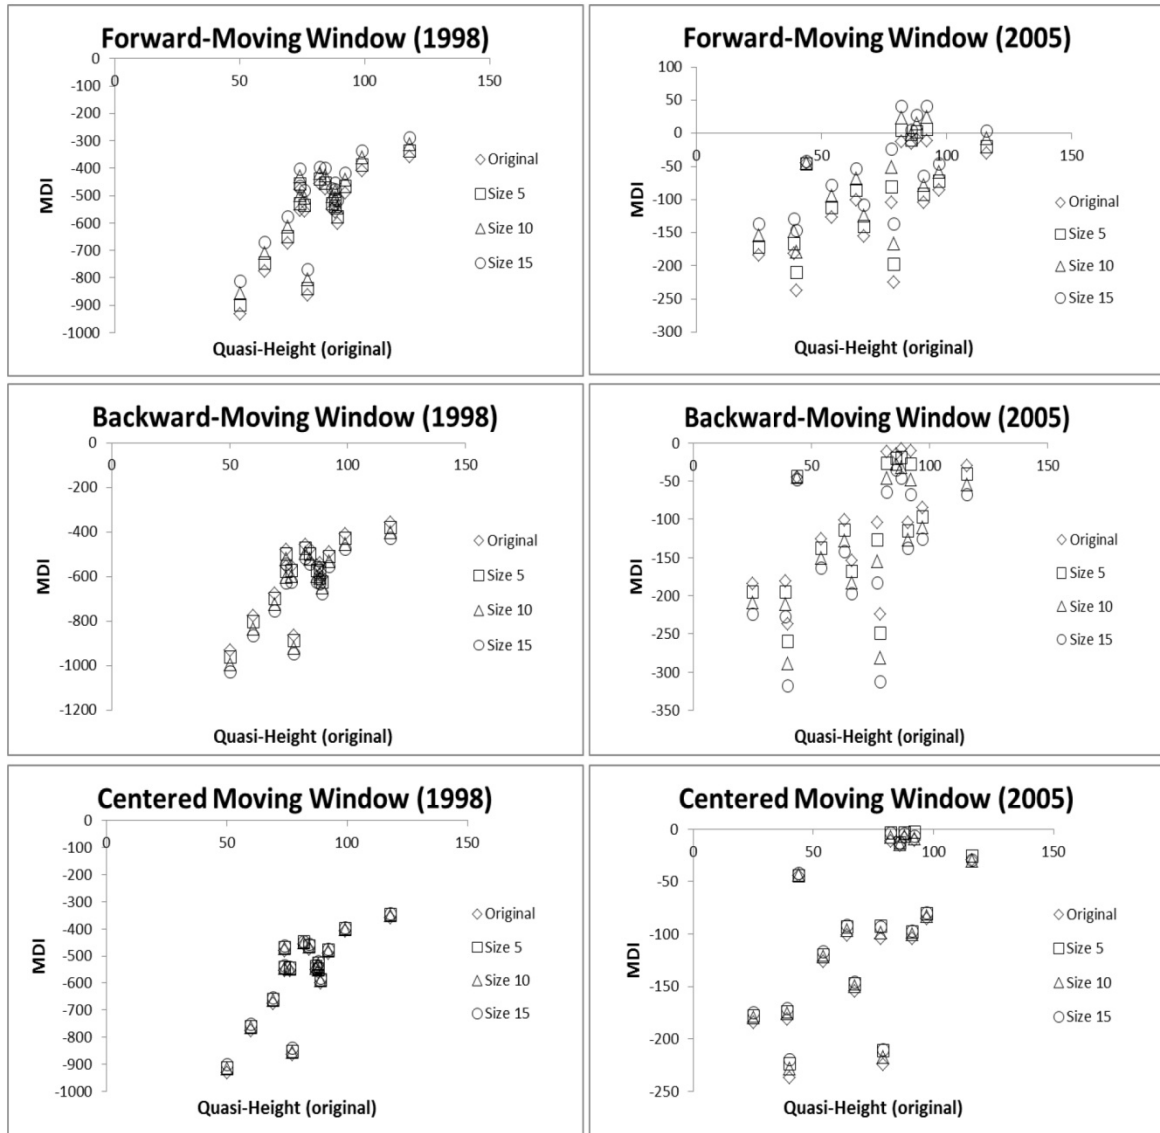 Forward-Moving Window (1998)
0
-100
-200
-300
-400
-500
-600
-700
-800
-900
-1000
0
50
100
150
MDI
Quasi-Height (original)
Original
Size 5
Size 10
Size 15
Forward-Moving Window (2005)
100
50
0
-50
-100
-150
-200
-250
-300
0
50
100
150
MDI
Quasi-Height (original)
Original
Size 5
Size 10
Size 15
Backward-Moving Window (1998)
0
-200
-400
-600
-800
-1000
-1200
0
50
100
150
MDI
Quasi-Height (original)
Original
Size 5
Size 10
Size 15
Backward-Moving Window (2005)
0
-50
-100
-150
-200
-250
-300
-350
0
50
100
150
MDI
Quasi-Height (original)
Original
Size 5
Size 10
Size 15
Centered Moving Window (1998)
0
-100
-200
-300
-400
-500
-600
-700
-800
-900
-1000
0
50
100
150
MDI
Quasi-Height (original)
Original
Size 5
Size 10
Size 15
Centered Moving Window (2005)
0
-50
-100
-150
-200
-250
0
50
100
150
MDI
Quasi-Height (original)
Original
Size 5
Size 10
Size 15